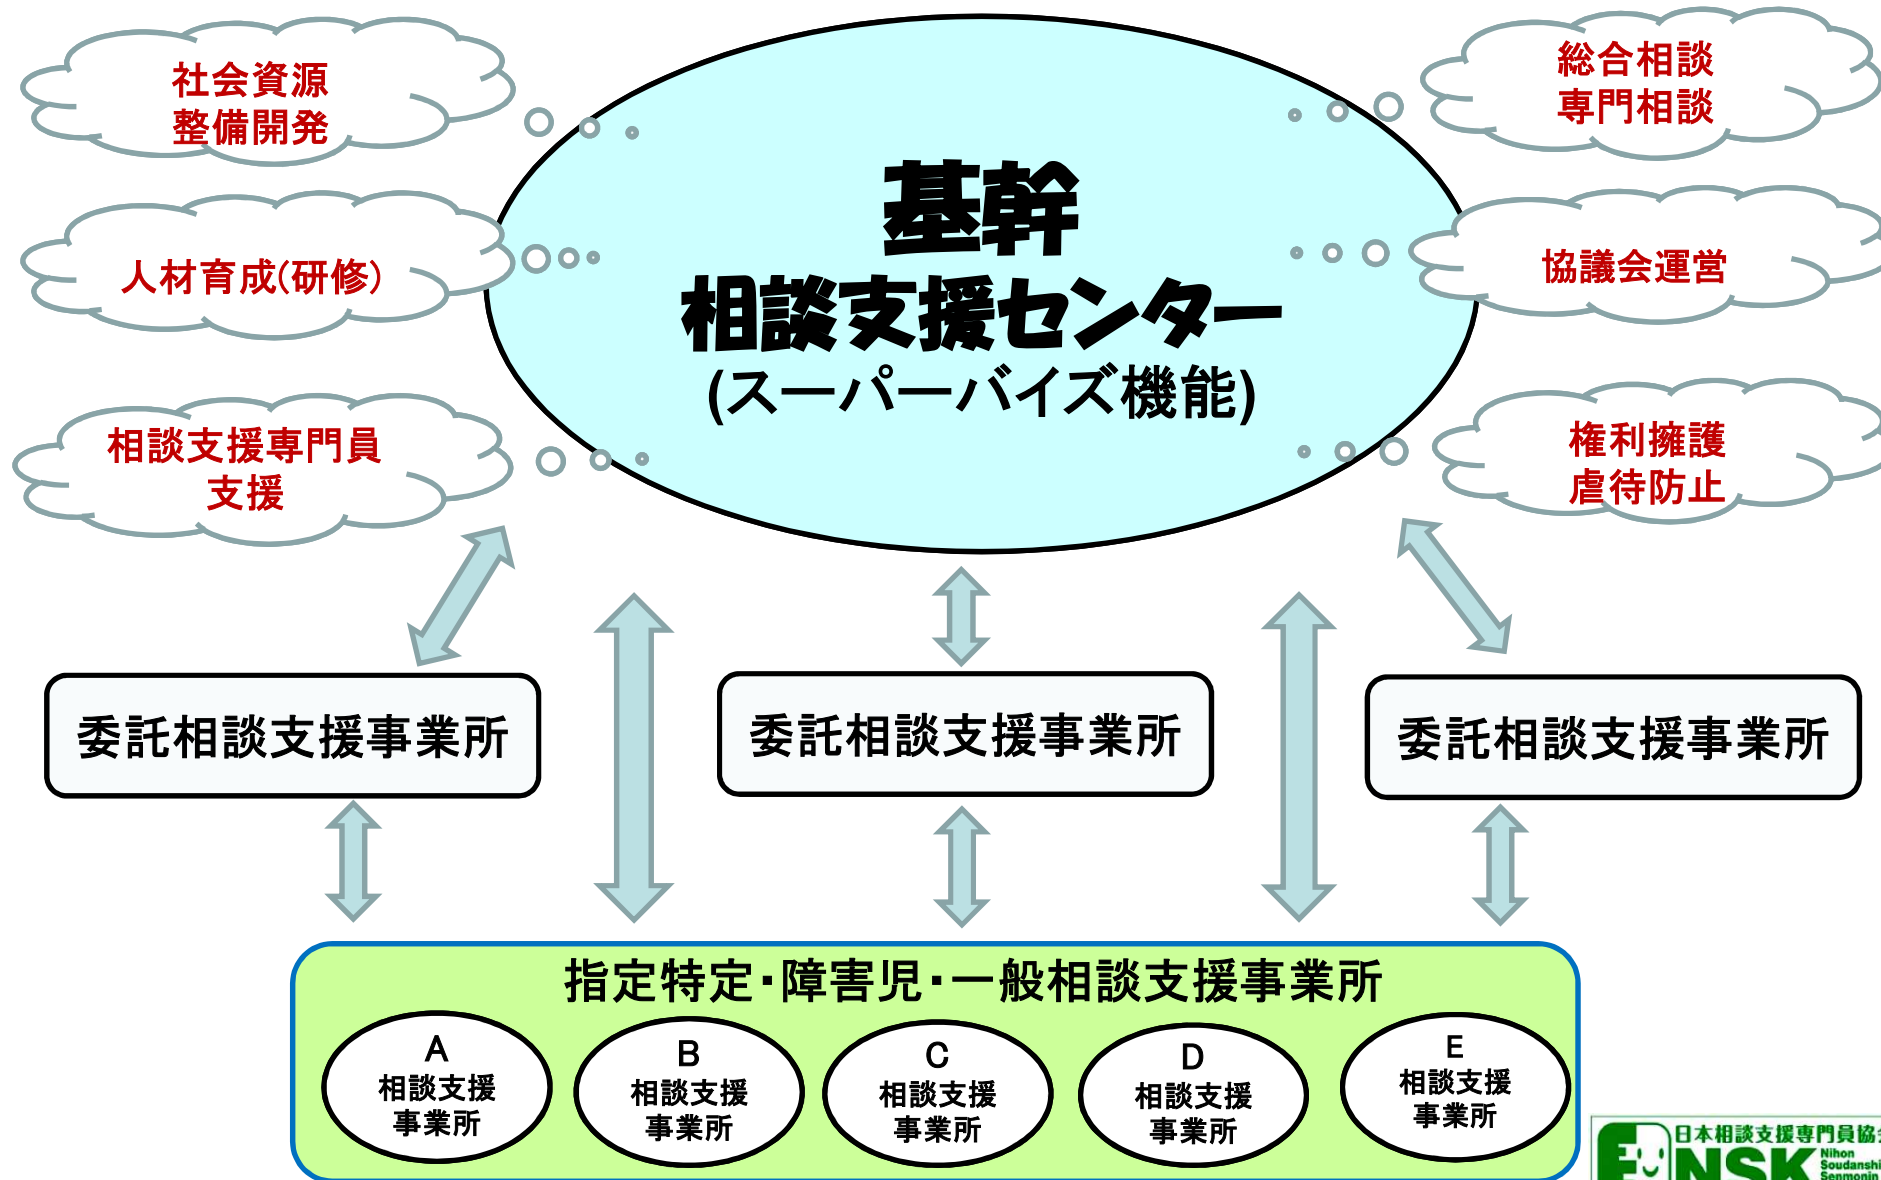 社会資源
整備開発
総合相談
専門相談
基幹
相談支援センター
(スーパーバイズ機能)
人材育成(研修)
協議会運営
相談支援専門員
支援
権利擁護
虐待防止
委託相談支援事業所
委託相談支援事業所
委託相談支援事業所
指定特定・障害児・一般相談支援事業所
A
相談支援
事業所
B
相談支援
事業所
C
相談支援
事業所
D
相談支援
事業所
E
相談支援
事業所
日本相談支援専門員協会
NSK
Nihon
Soudanshi
Senmonin